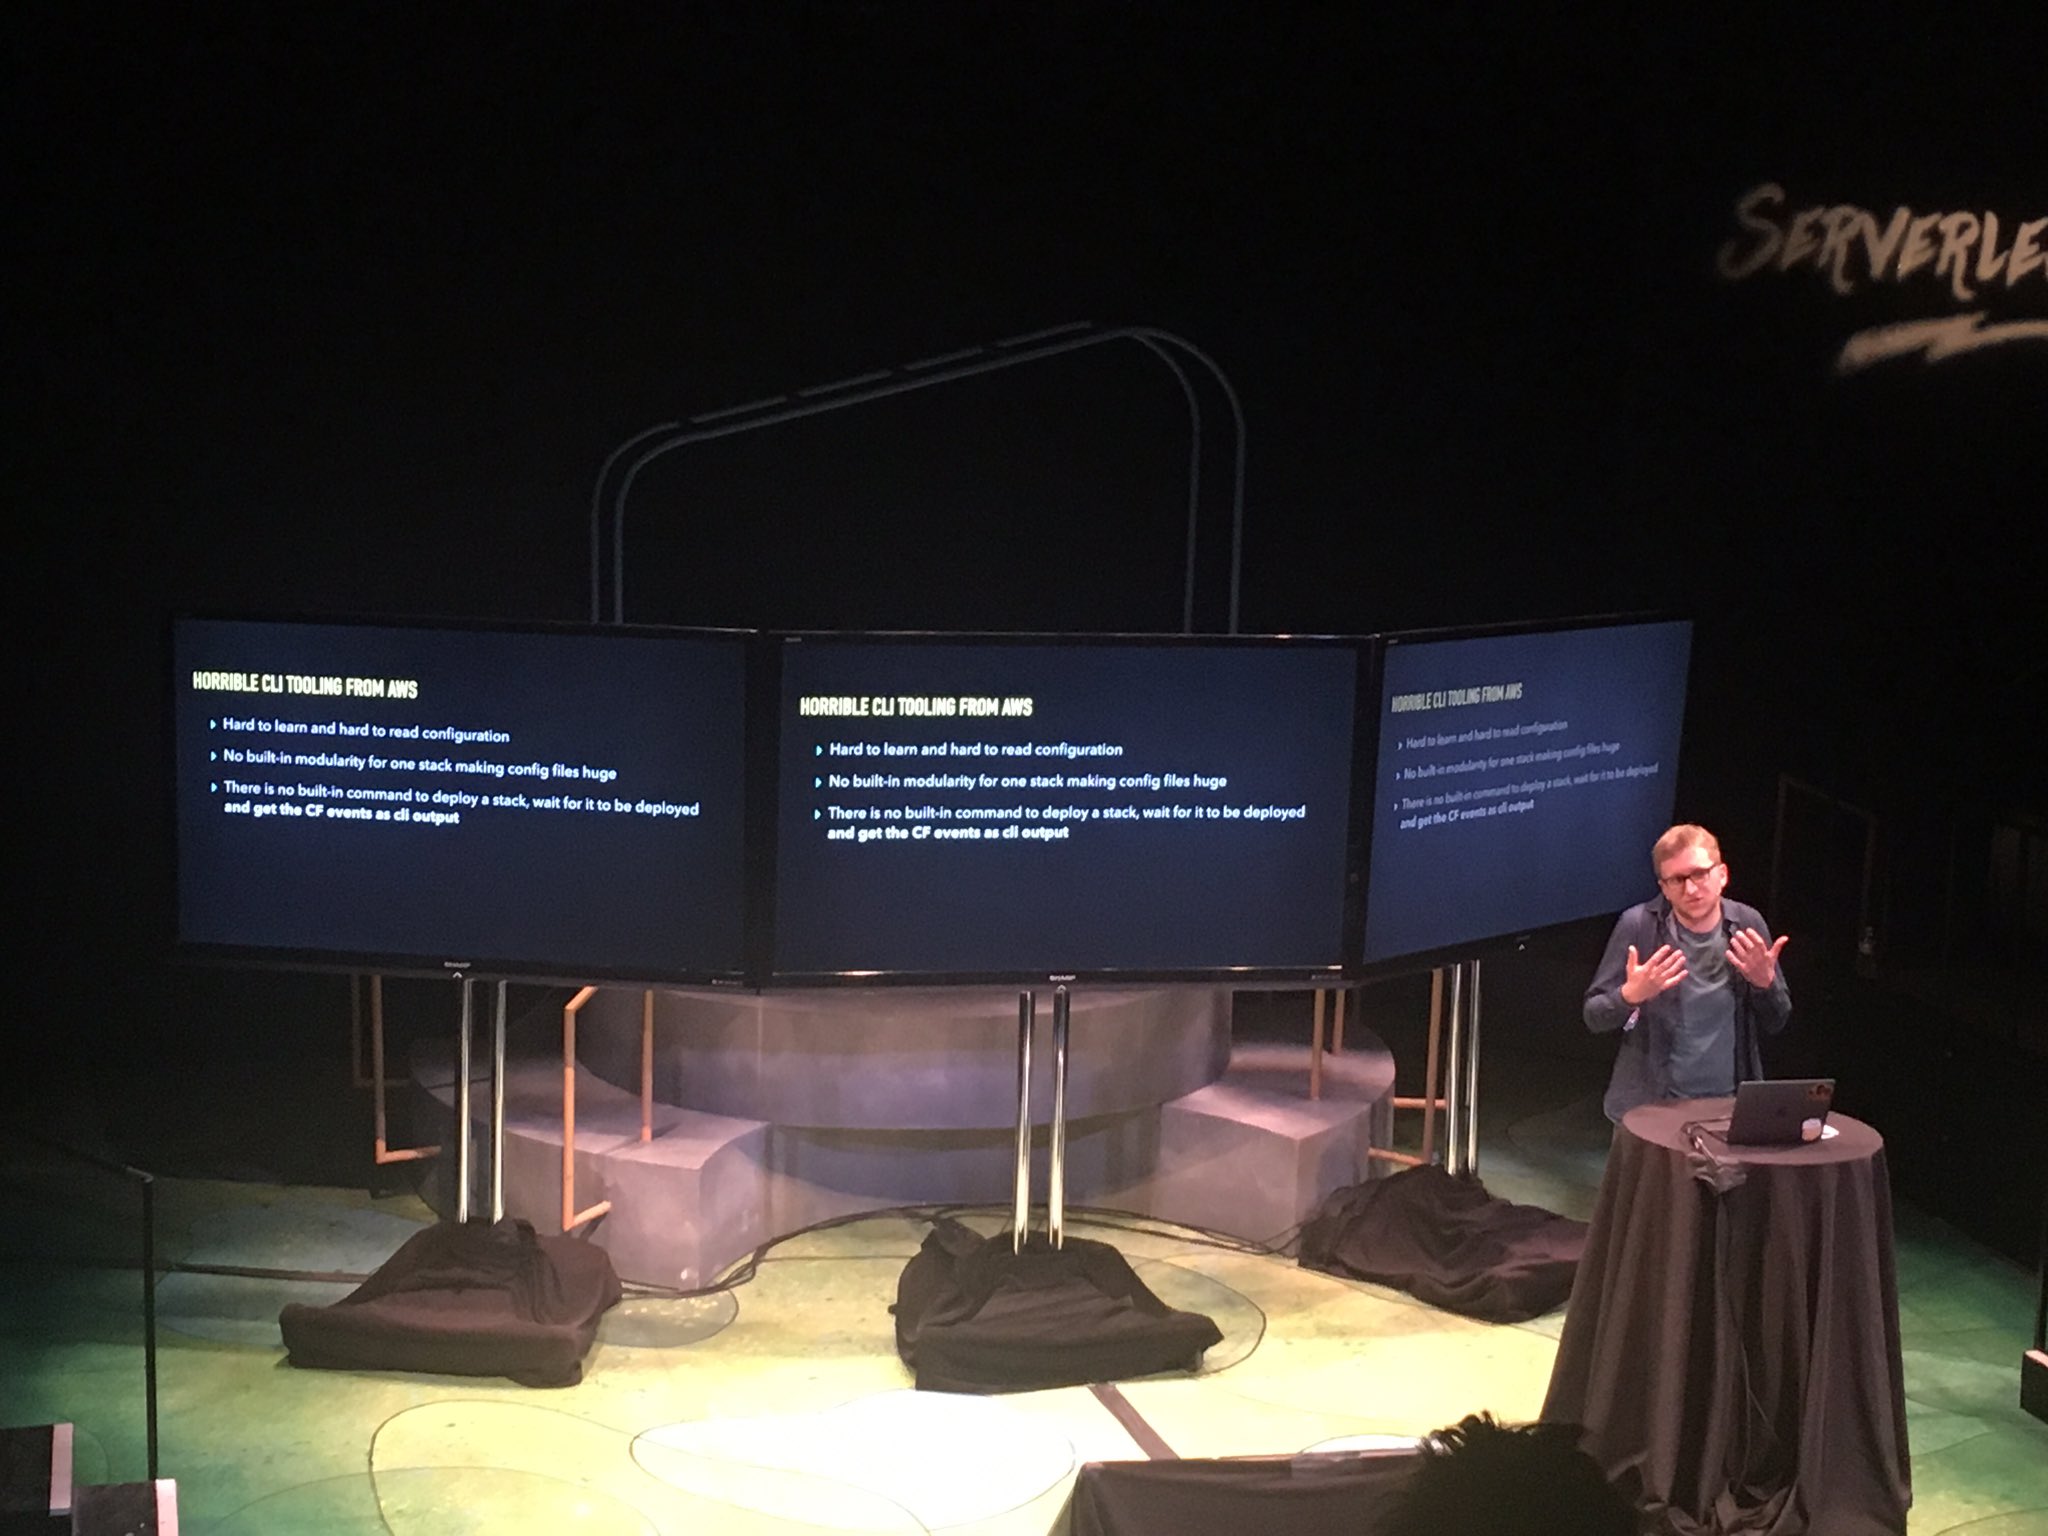 SERVERLE
HORRIBLE CLI TOOLING FROM AWS
Hard to learn and hard to read configuration
No built-in modularity for one stack making config files huge
There is no built-in command to deploy a stack, wait for it to be deployed
and get the CF events as cli output
SHARP
HORRIBLE CLI TOOLING FROM AWS
Hard to learn and hard to read configuration
No built-in modularity for one stack making config files huge
There is no built-in command to deploy a stack, wait for it to be deployed
and get the CF events as cli output
SHARP
HORRIBLE CLI TOOLING FROM AWS
Hard to learn and hard to read configuration
No built-in modularity for one stack making config files huge
There is no built-in command to deploy a stack, wait for it to be deployed
and get the CF events as cli output